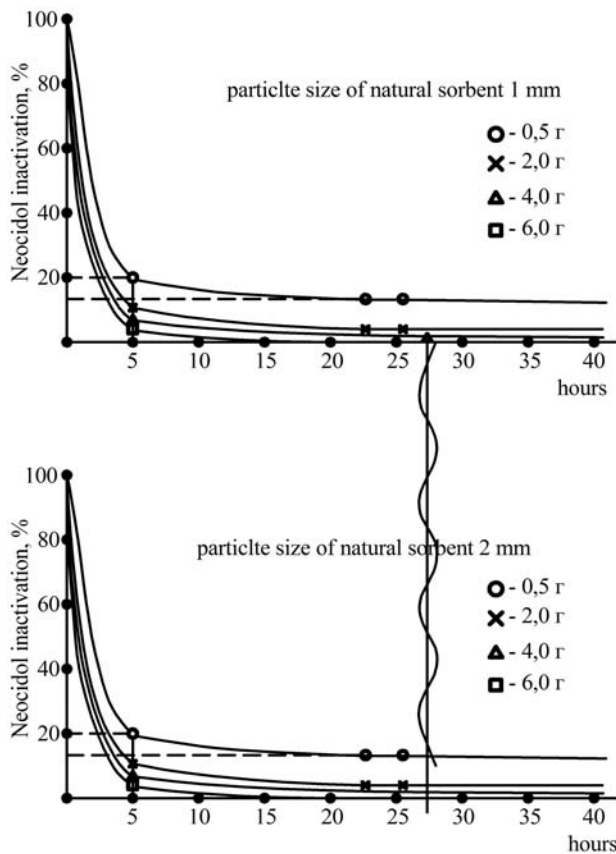 Neocidol inactivation, %
100
80
60
40
20
particlte size of natural sorbent 1 mm
- 0,5 г
- 2,0 г
- 4,0 г
- 6,0 г
5 10 15 20 25 30 35 40
hours
Neocidol inactivation, %
100
80
60
40
20
particlte size of natural sorbent 2 mm
- 0,5 г
- 2,0 г
- 4,0 г
- 6,0 г
5 10 15 20 25 30 35 40
hours